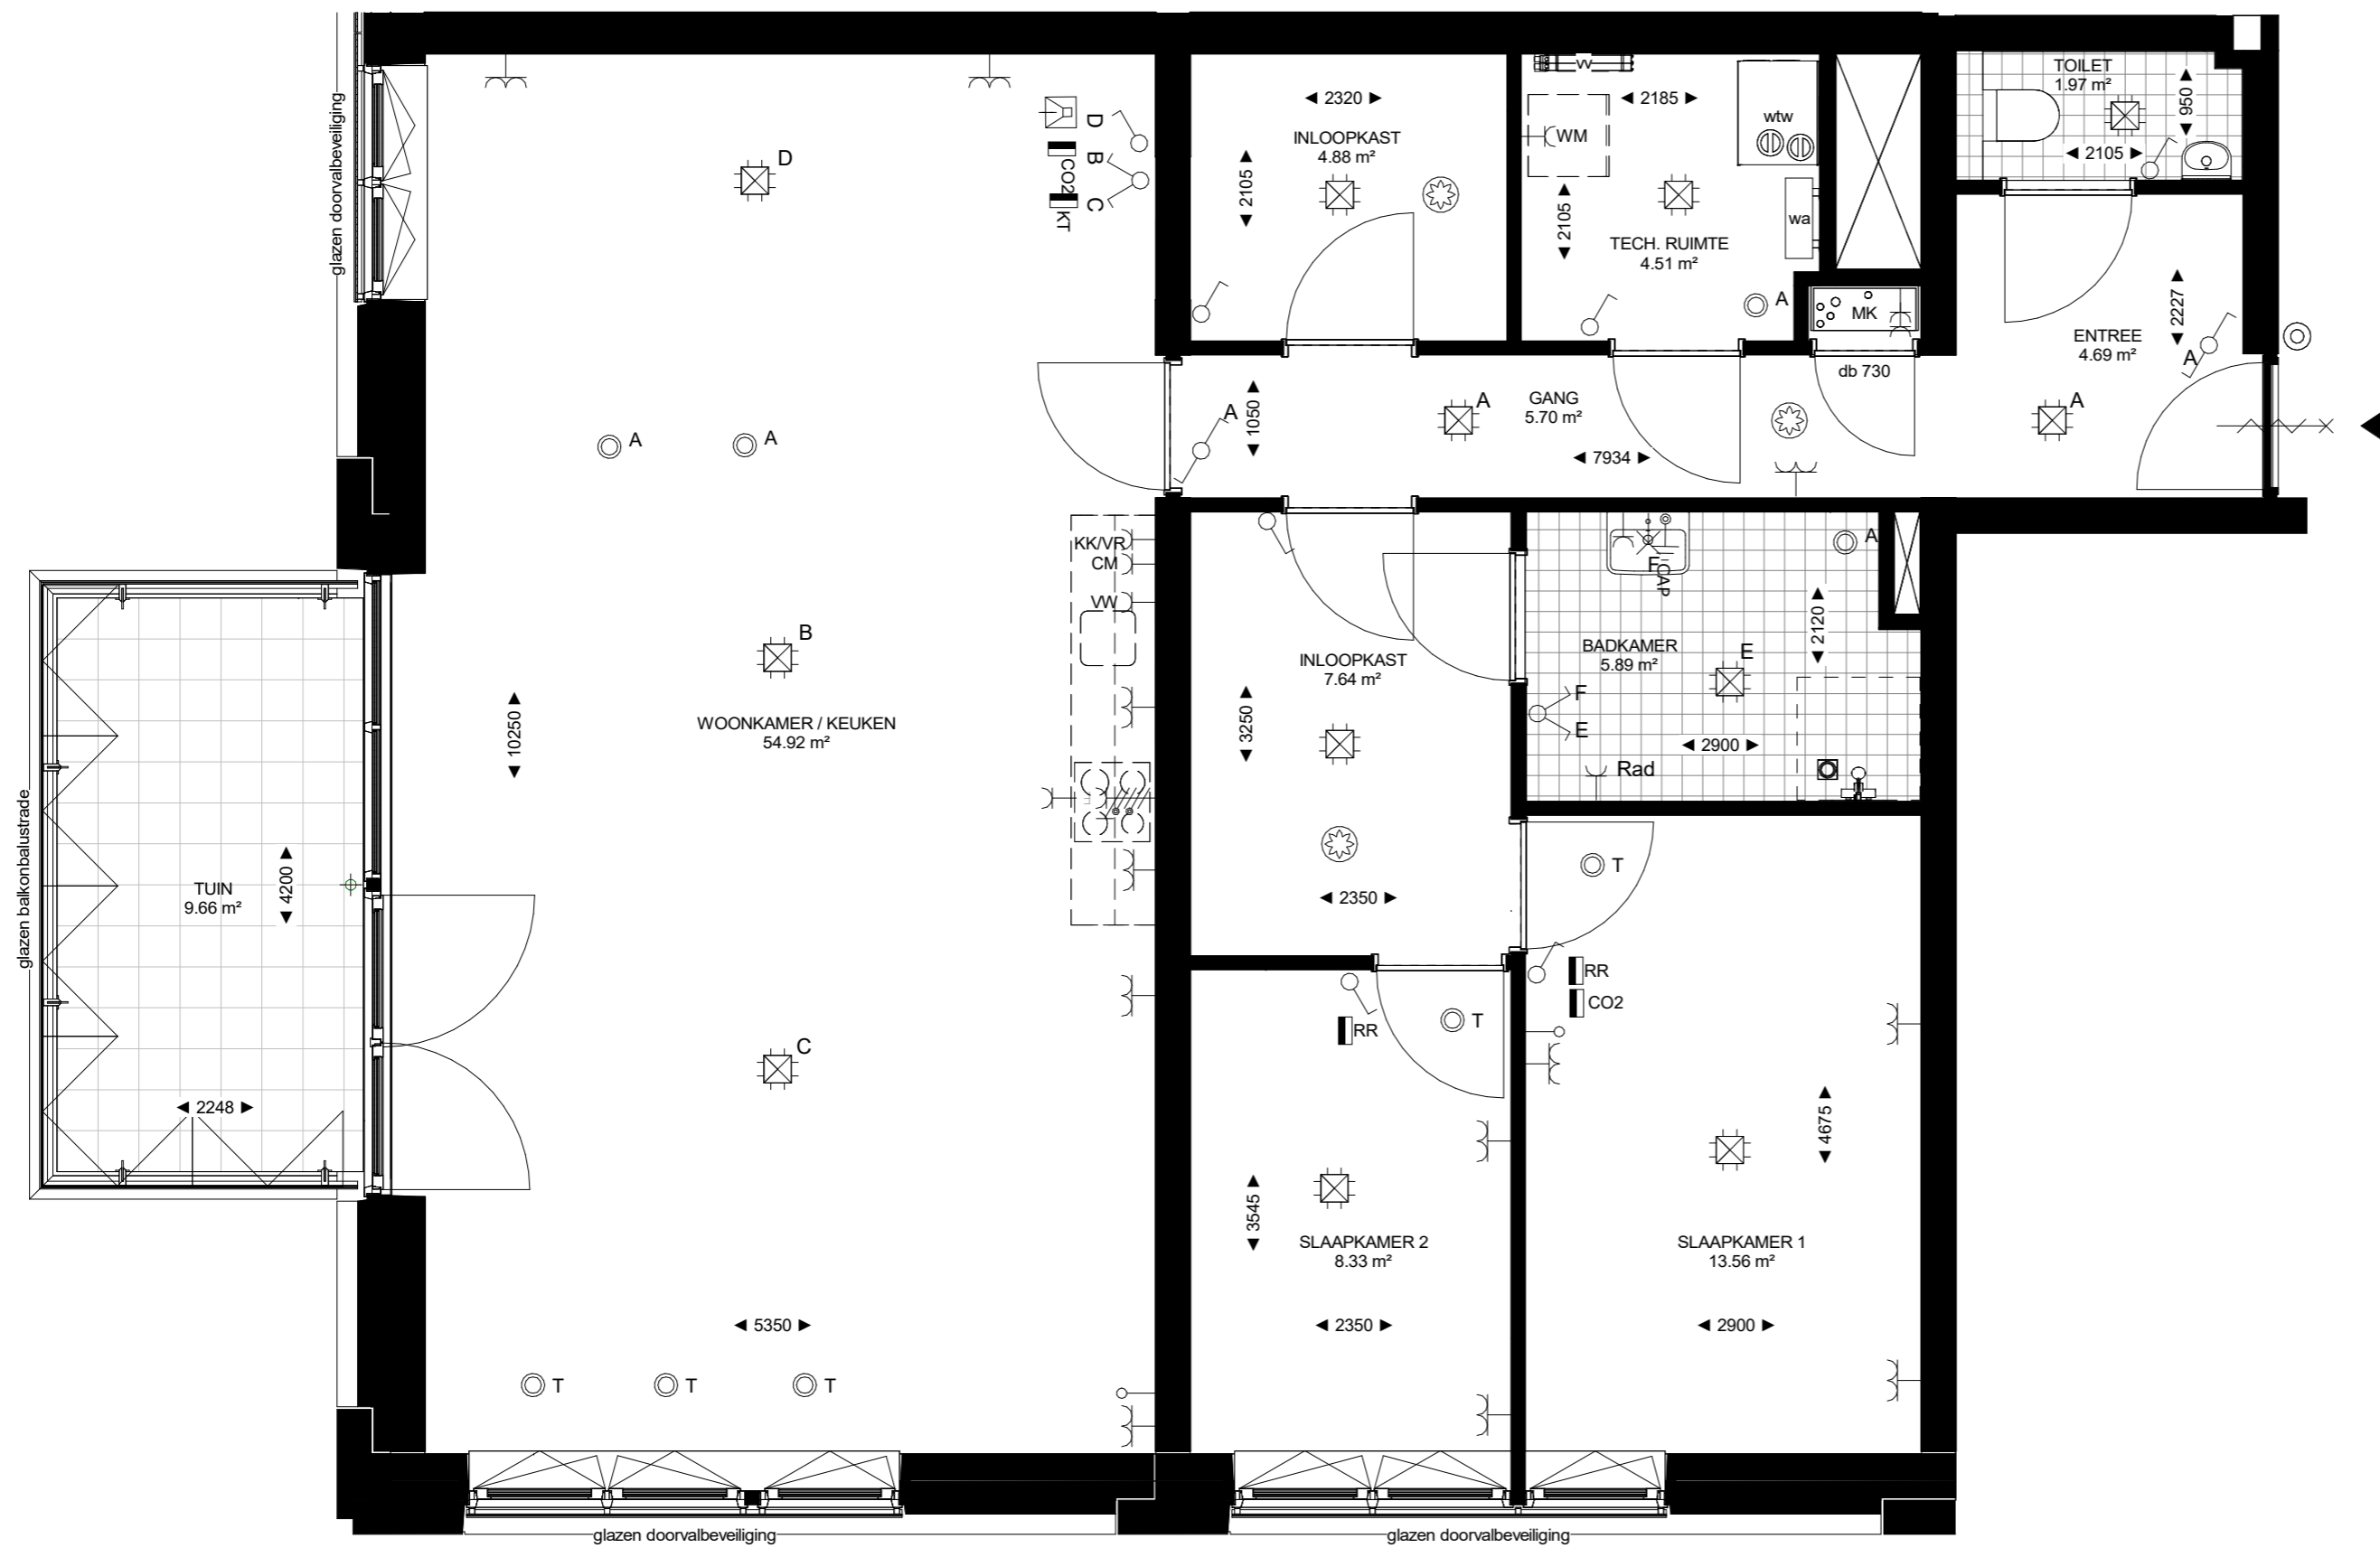 glazen doorvalbeveiliging
D
D
B
C
CO2
KT
2320
INLOOPKAST
4.88 m²
2105
2185
WM
wtw
2105
wa
TECH. RUIMTE
4.51 m²
A
MK
TOILET
1.97 m²
950
2105
2227
ENTREE
4.69 m²
A
A
db 730
GANG
5.70 m²
A
7934
1050
A
A
A
KK/VR
CM
VW
B
WOONKAMER / KEUKEN
54.92 m²
10250
INLOOPKAST
7.64 m²
3250
2350
F
CAP
A
2120
BADKAMER
5.89 m²
E
F
E
2900
Rad
glazen balkonbalustrade
TUIN
9.66 m²
4200
2248
C
T
RR
CO2
T
RR
4675
3545
SLAAPKAMER 2
8.33 m²
SLAAPKAMER 1
13.56 m²
5350
2350
2900
T
T
T
glazen doorvalbeveiliging
glazen doorvalbeveiliging